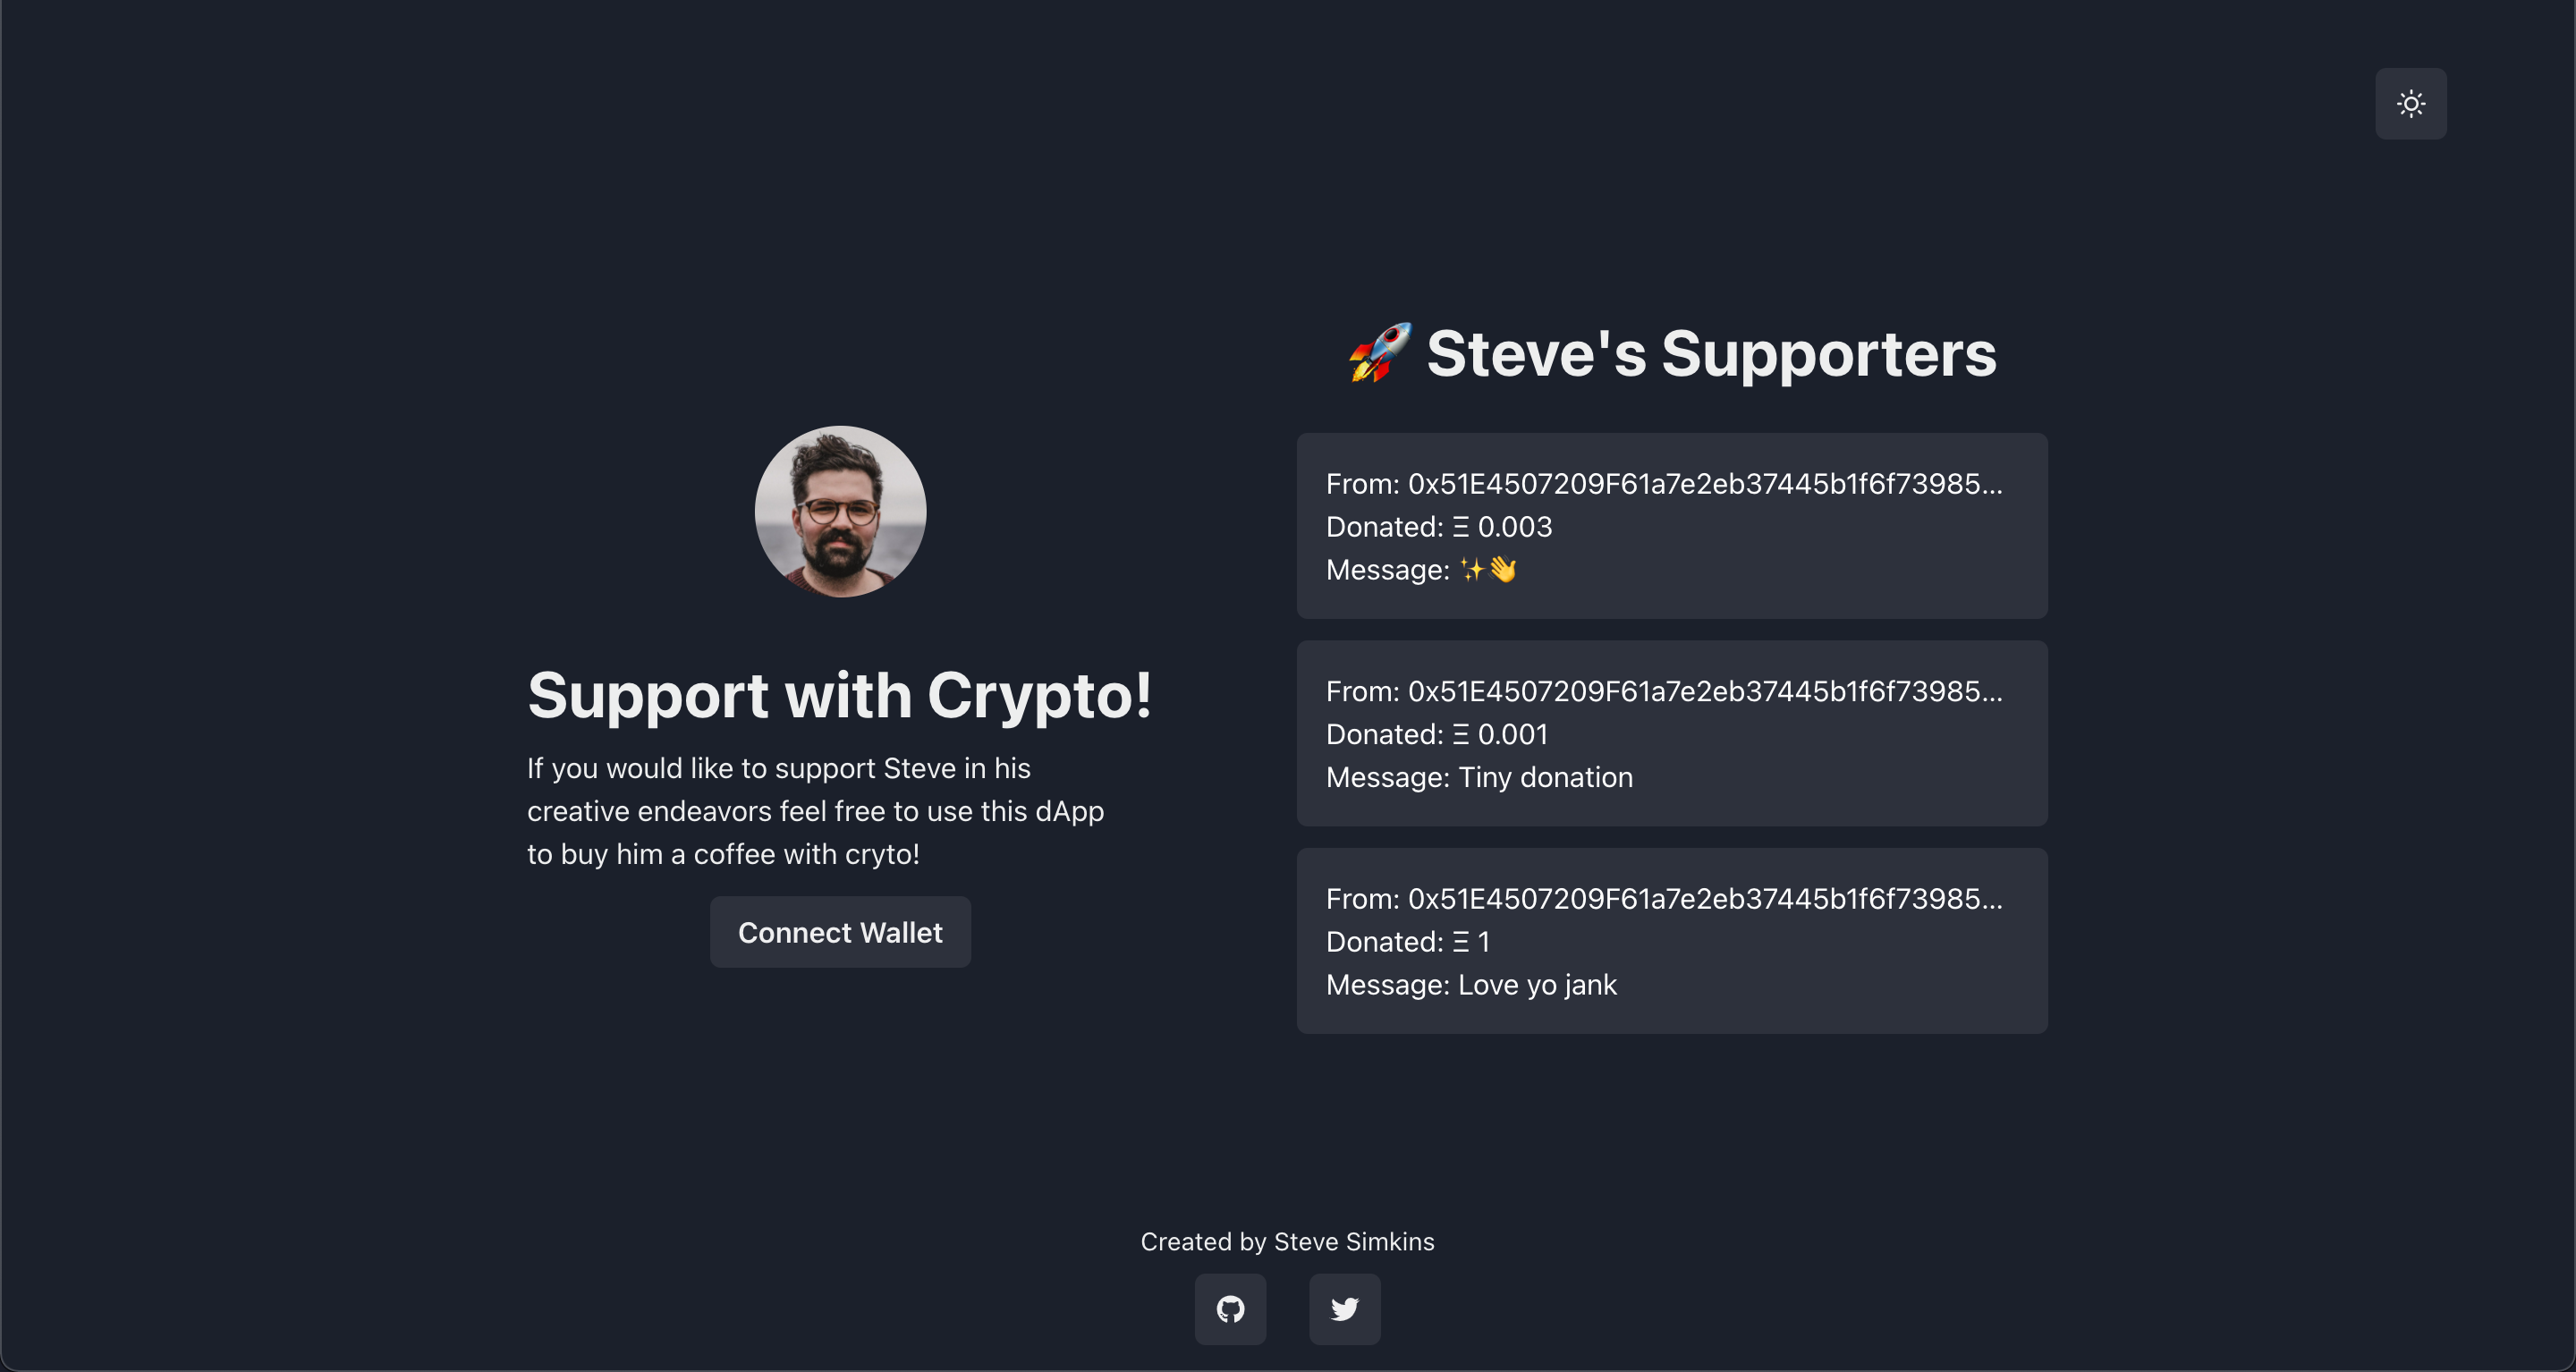 Support with Crypto!
If you would like to support Steve in his
creative endeavors feel free to use this dApp
to buy him a coffee with cryto!
Connect Wallet
🚀 Steve's Supporters
From: 0x51E4507209F61a7e2eb37445b1f6f73985...
Donated: Ξ 0.003
Message: ✨👋
From: 0x51E4507209F61a7e2eb37445b1f6f73985...
Donated: Ξ 0.001
Message: Tiny donation
From: 0x51E4507209F61a7e2eb37445b1f6f73985...
Donated: Ξ 1
Message: Love yo jank
Created by Steve Simkins